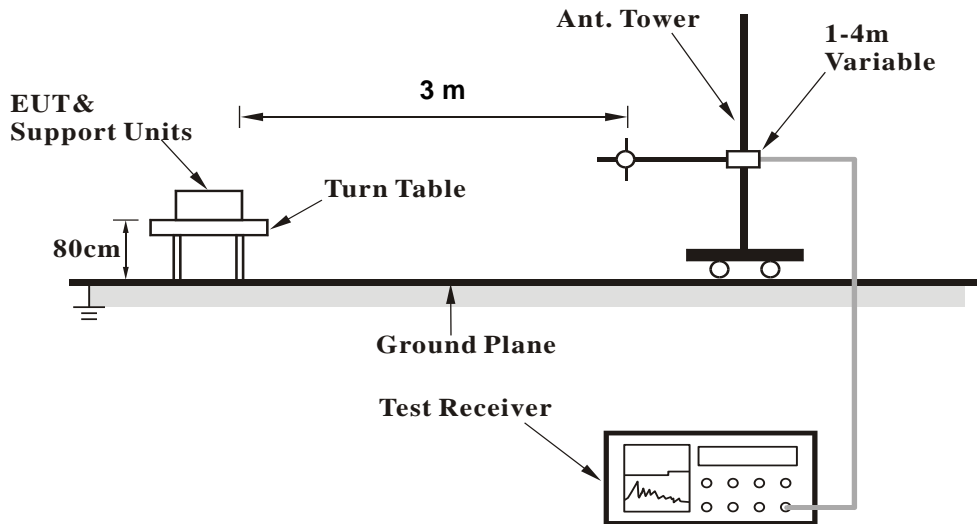 Ant. Tower
1-4m
Variable
3 m
EUT&
Support Units
Turn Table
80cm
Ground Plane
Test Receiver